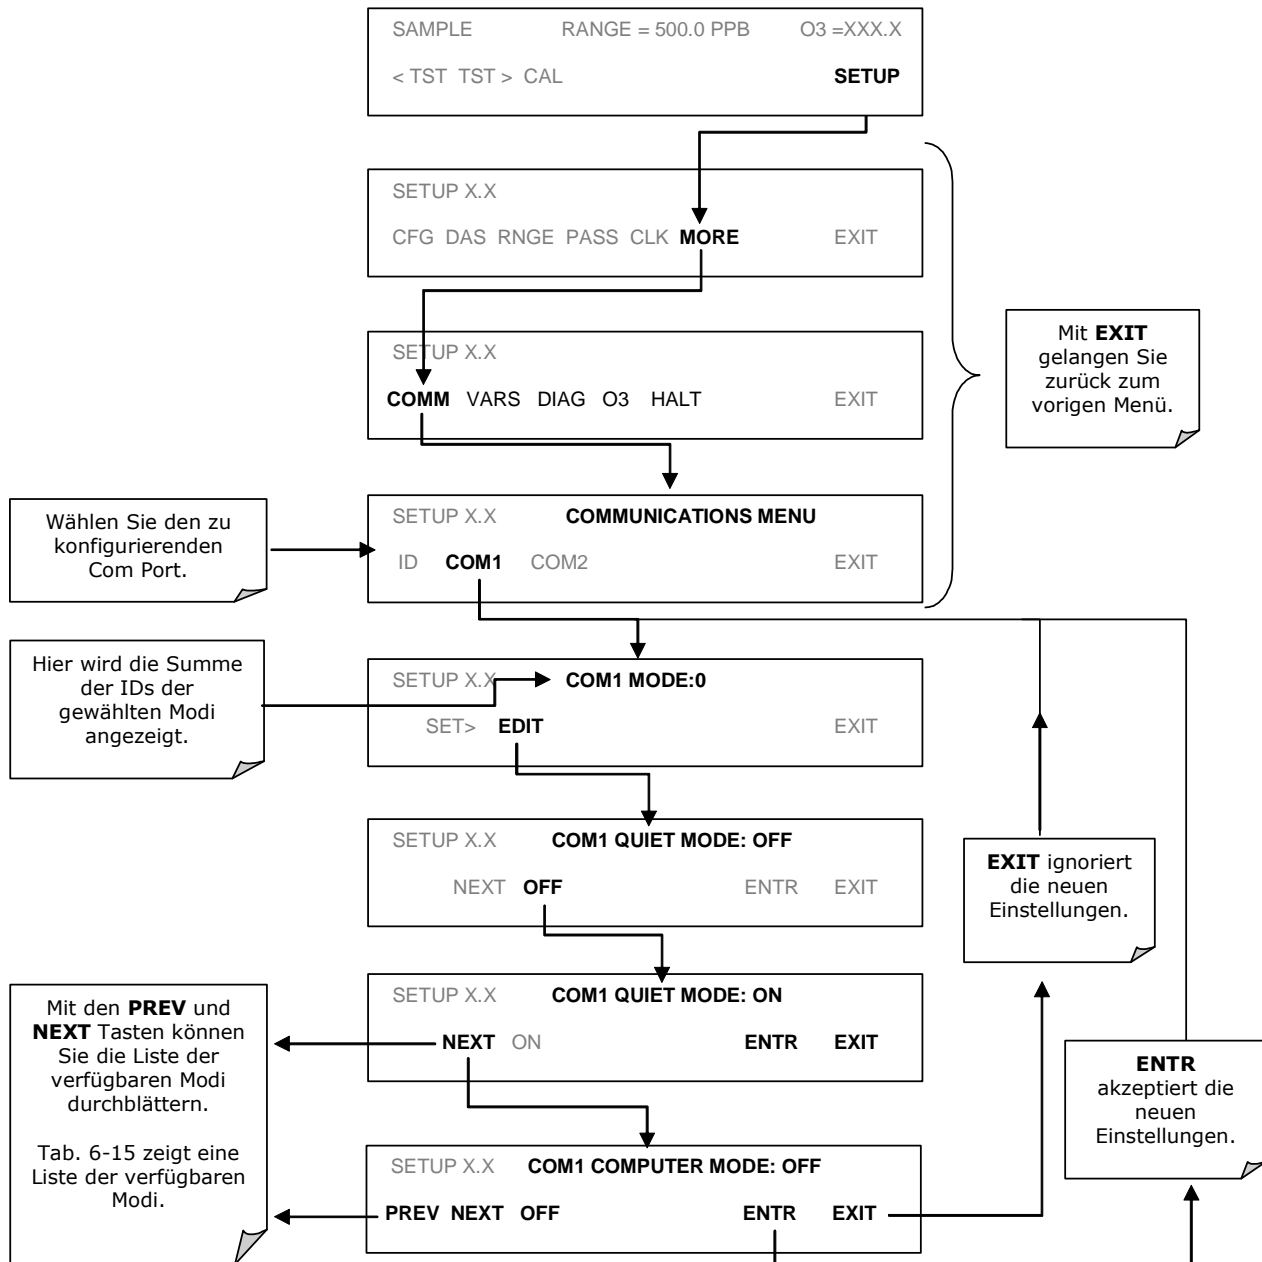 SAMPLE RANGE = 500.0 PPB O3 =XXX.X
< TST TST > CAL SETUP
SETUP X.X
CFG DAS RNGE PASS CLK MORE EXIT
SETUP X.X
COMM VARS DIAG O3 HALT EXIT
Mit EXIT
gelangen Sie
zurück zum
vorigen Menü.
SETUP X.X COMMUNICATIONS MENU
ID COM1 COM2 EXIT
Wählen Sie den zu
konfigurierenden
Com Port.
SETUP X.X COM1 MODE:0
SET> EDIT EXIT
Hier wird die Summe
der IDs der
gewählten Modi
angezeigt.
SETUP X.X COM1 QUIET MODE: OFF
NEXT OFF ENTR EXIT
EXIT ignoriert
die neuen
Einstellungen.
SETUP X.X COM1 QUIET MODE: ON
NEXT ON ENTR EXIT
Mit den PREV und
NEXT Tasten können
Sie die Liste der
verfügbaren Modi
durchblättern.
Tab. 6-15 zeigt eine
Liste der verfügbaren
Modi.
ENTR
akzeptiert die
neuen
Einstellungen.
SETUP X.X COM1 COMPUTER MODE: OFF
PREV NEXT OFF ENTR EXIT